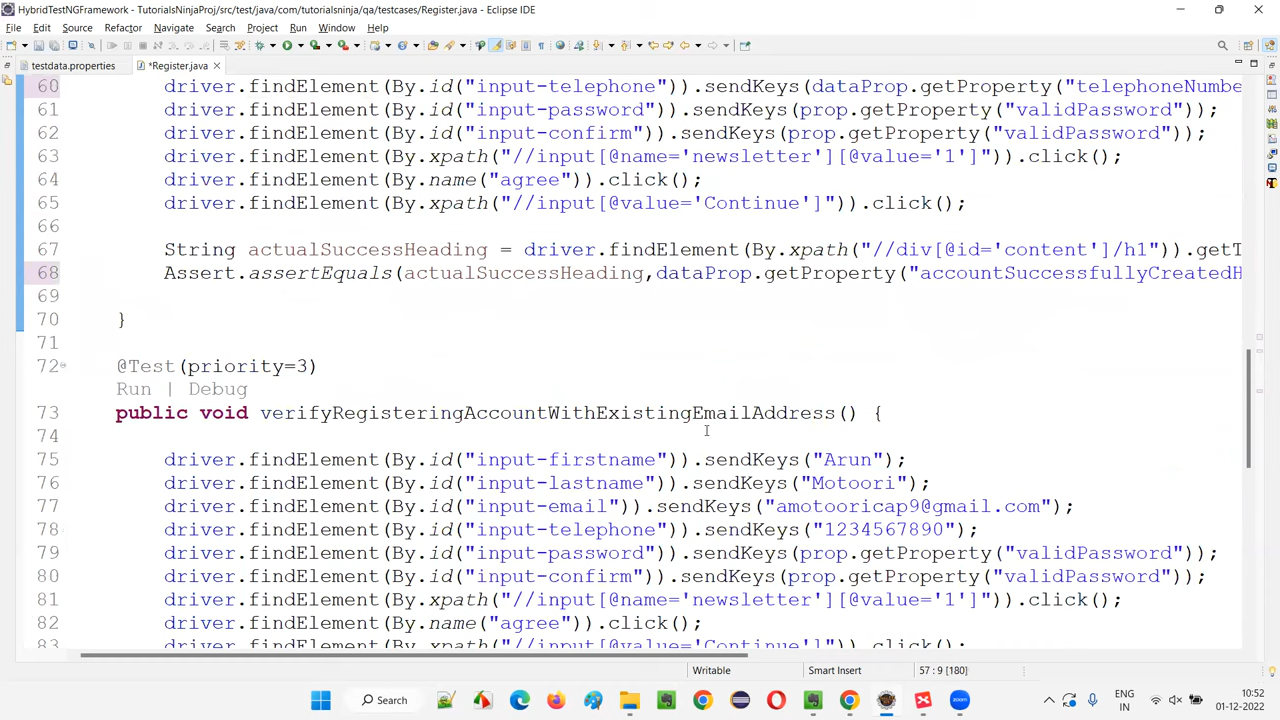 HybridTestNGFramework - TutorialsNinjaProj/src/test/java/com/tutorialsninja/qa/testcases/Register.java - Eclipse IDE
File Edit Source Refactor Navigate Search Project Run Window Help
testdata.properties *Register.java
60 driver.findElement(By.id("input-telephone")).sendKeys(dataProp.getProperty("telephoneNumbe
61 driver.findElement(By.id("input-password")).sendKeys(prop.getProperty("validPassword"));
62 driver.findElement(By.id("input-confirm")).sendKeys(prop.getProperty("validPassword"));
63 driver.findElement(By.xpath("//input[@name='newsletter'][@value='1']")).click();
64 driver.findElement(By.name("agree")).click();
65 driver.findElement(By.xpath("//input[@value='Continue']")).click();
66
67 String actualSuccessHeading = driver.findElement(By.xpath("//div[@id='content']/h1")).getT
68 Assert.assertEquals(actualSuccessHeading,dataProp.getProperty("accountSuccessfullyCreatedH
69
70 }
71
72 @Test(priority=3)
Run | Debug
73 public void verifyRegisteringAccountWithExistingEmailAddress() {
74
75 driver.findElement(By.id("input-firstname")).sendKeys("Arun");
76 driver.findElement(By.id("input-lastname")).sendKeys("Motoori");
77 driver.findElement(By.id("input-email")).sendKeys("amotooricap9@gmail.com");
78 driver.findElement(By.id("input-telephone")).sendKeys("1234567890");
79 driver.findElement(By.id("input-password")).sendKeys(prop.getProperty("validPassword"));
80 driver.findElement(By.id("input-confirm")).sendKeys(prop.getProperty("validPassword"));
81 driver.findElement(By.xpath("//input[@name='newsletter'][@value='1']")).click();
82 driver.findElement(By.name("agree")).click();
83 driver.findElement(By.xpath("//input[@value='Continue']")).click();
Writable Smart Insert 57 : 9 [180]
Search ENG IN 10:52 01-12-2022